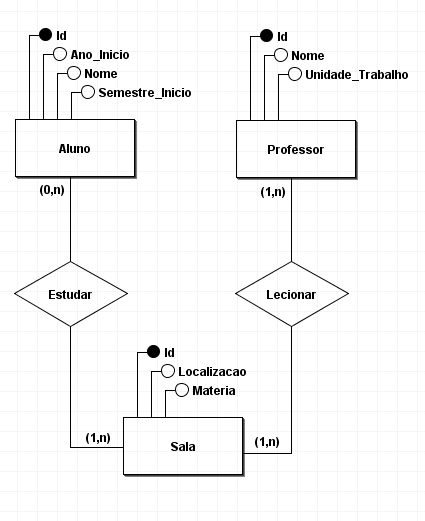 Id
Ano_Inicio
Nome
Semestre_Inicio
Aluno
(0,n)
Estudar
(1,n)
Id
Nome
Unidade_Trabalho
Professor
(1,n)
Lecionar
(1,n)
Id
Localizacao
Materia
Sala